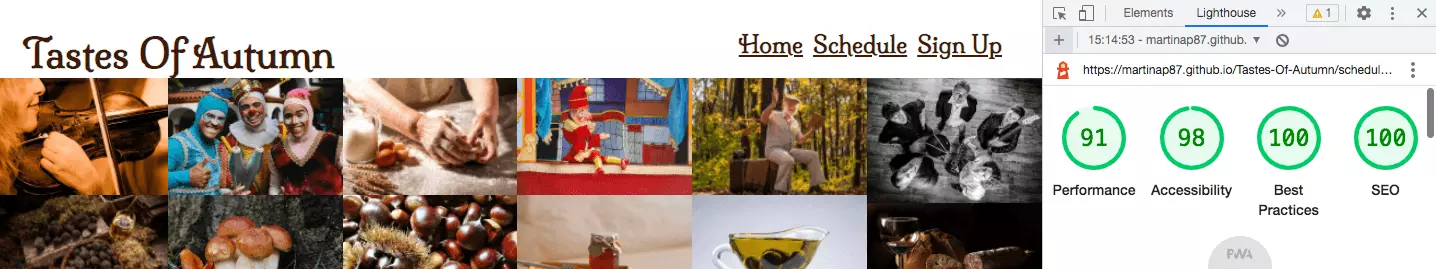 Tastes Of Autumn
Home Schedule Sign Up
Elements Lighthouse » 1
15:14:53 - martinap87.github.
https://martinap87.github.io/Tastes-Of-Autumn/schedul...
91 98 100 100
Performance Accessibility Best Practices SEO
PWA